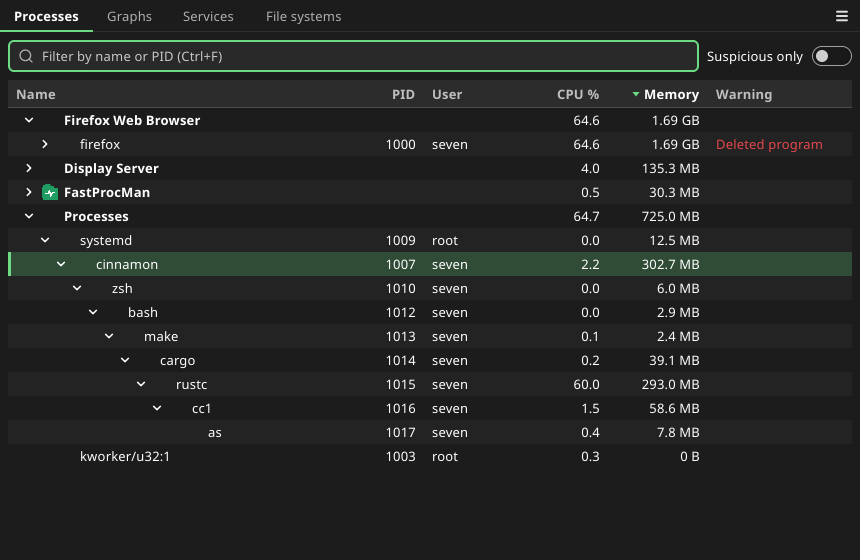 Processes Graphs Services File systems
Filter by name or PID (Ctrl+F) Suspicious only
Name PID User CPU % Memory Warning
Firefox Web Browser 64.6 1.69 GB
firefox 1000 seven 64.6 1.69 GB Deleted program
Display Server 4.0 135.3 MB
FastProcMan 0.5 30.3 MB
Processes 64.7 725.0 MB
systemd 1009 root 0.0 12.5 MB
cinnamon 1007 seven 2.2 302.7 MB
zsh 1010 seven 0.0 6.0 MB
bash 1012 seven 0.0 2.9 MB
make 1013 seven 0.1 2.4 MB
cargo 1014 seven 0.2 39.1 MB
rustc 1015 seven 60.0 293.0 MB
cc1 1016 seven 1.5 58.6 MB
as 1017 seven 0.4 7.8 MB
kworker/u32:1 1003 root 0.3 0 B